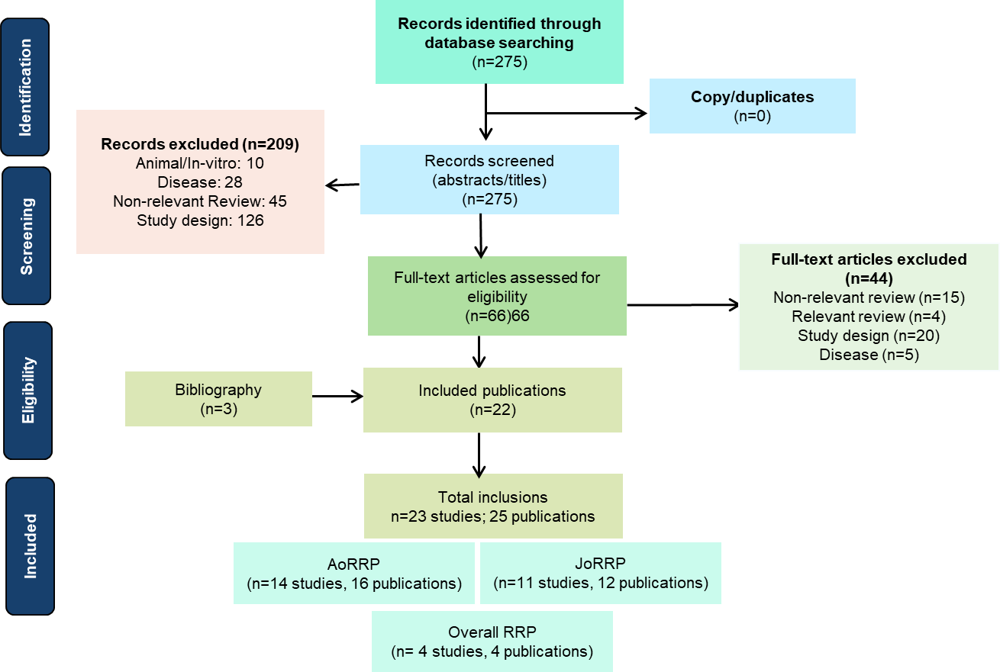 Identification
Records identified through
database searching
(n=275)
Copy/duplicates
(n=0)
Records excluded (n=209)
Animal/In-vitro: 10
Disease: 28
Non-relevant Review: 45
Study design: 126
Screening
Records screened
(abstracts/titles)
(n=275)
Full-text articles assessed for
eligibility
(n=66)66
Full-text articles excluded
(n=44)
Non-relevant review (n=15)
Relevant review (n=4)
Study design (n=20)
Disease (n=5)
Eligibility
Bibliography
(n=3)
Included publications
(n=22)
Included
Total inclusions
n=23 studies; 25 publications
AoRRP
(n=14 studies, 16 publications)
JoRRP
(n=11 studies, 12 publications)
Overall RRP
(n= 4 studies, 4 publications)